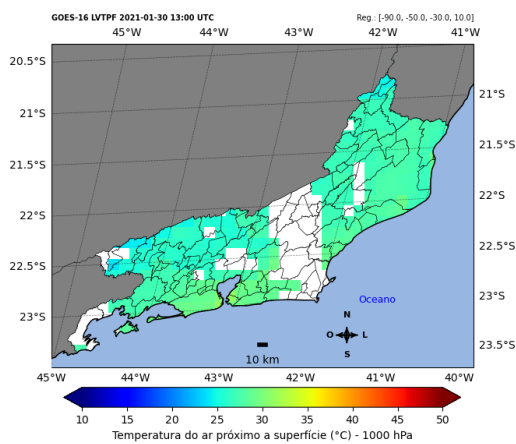 GOES-16 LVTPF 2021-01-30 13:00 UTC
Reg.: [-90.0, -50.0, -30.0, 10.0]
45°W 44°W 43°W 42°W 41°W
20.5°S
21°S 21°S
21.5°S 21.5°S
22°S 22°S
22.5°S 22.5°S
23°S 23°S
Oceano
N
O L
S
10 km
23.5°S
45°W 44°W 43°W 42°W 41°W 40°W
10 15 20 25 30 35 40 45 50
Temperatura do ar próximo a superfície (°C) - 1000 hPa